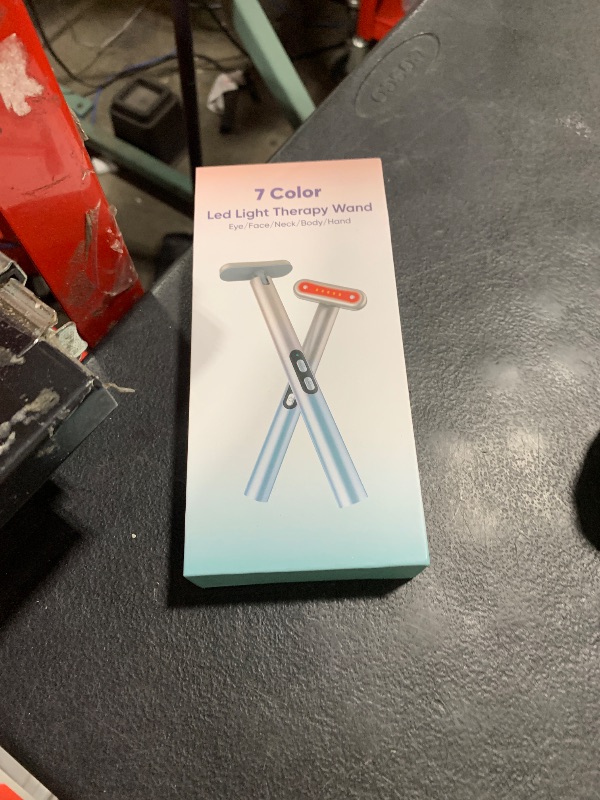 7 Color
Led Light Therapy Wand
Eye/Face/Neck/Body/Hand